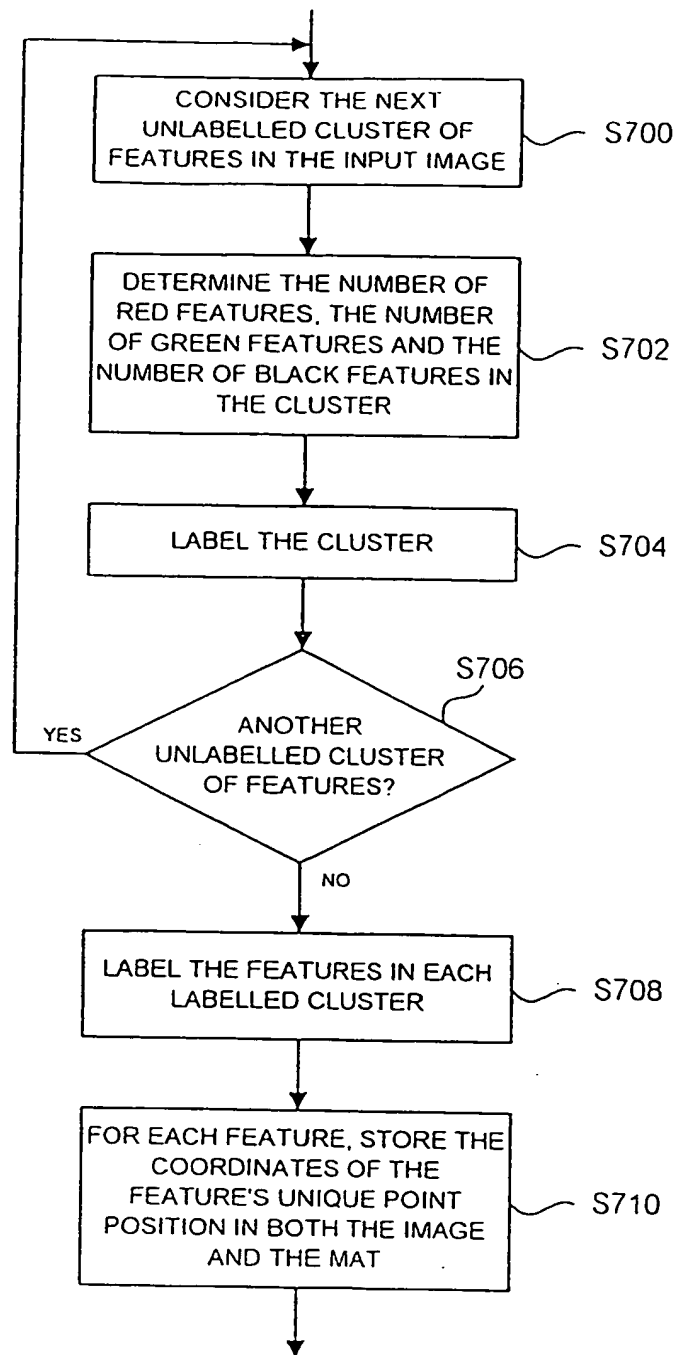 CONSIDER THE NEXT
UNLABELLED CLUSTER OF
FEATURES IN THE INPUT IMAGE
S700
DETERMINE THE NUMBER OF
RED FEATURES, THE NUMBER
OF GREEN FEATURES AND THE
NUMBER OF BLACK FEATURES IN
THE CLUSTER
S702
LABEL THE CLUSTER
S704
S706
YES
ANOTHER
UNLABELLED CLUSTER
OF FEATURES?
NO
LABEL THE FEATURES IN EACH
LABELLED CLUSTER
S708
FOR EACH FEATURE, STORE THE
COORDINATES OF THE
FEATURE'S UNIQUE POINT
POSITION IN BOTH THE IMAGE
AND THE MAT
S710